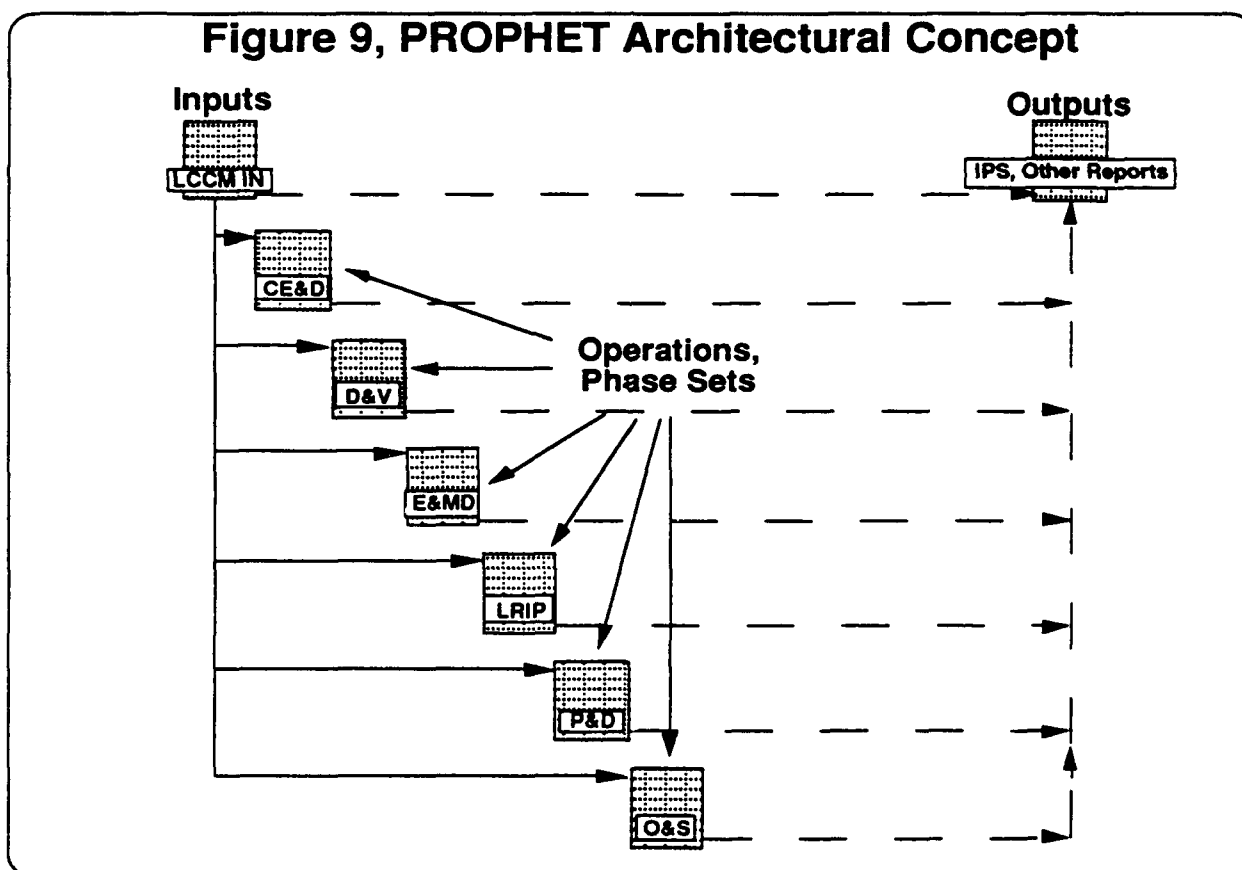 Figure 9, PROPHET Architectural Concept
Inputs
Outputs
LCCM IN
IPS, Other Reports
CE&D
Operations,
Phase Sets
D&V
E&MD
LRIP
P&D
O&S